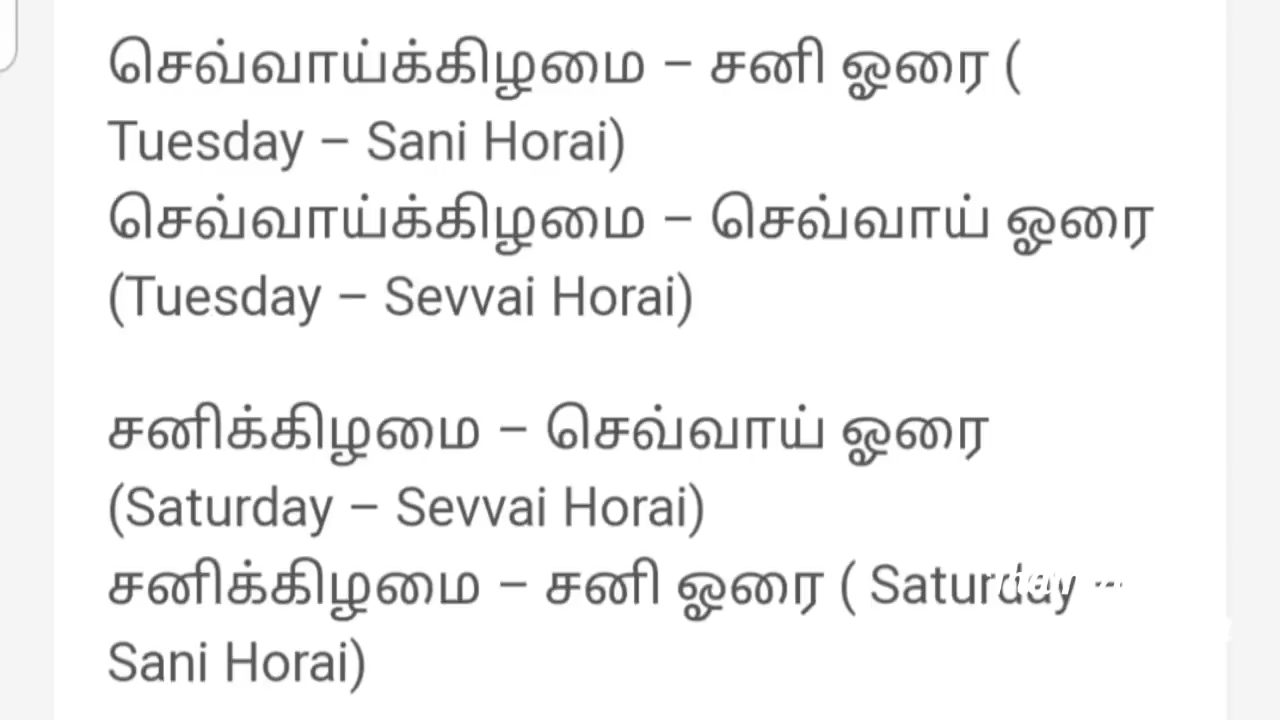 செவ்வாய்க்கிழமை – சனி ஓரை (
Tuesday – Sani Horai)
செவ்வாய்க்கிழமை – செவ்வாய் ஓரை
(Tuesday – Sevvai Horai)
சனிக்கிழமை – செவ்வாய் ஓரை
(Saturday – Sevvai Horai)
சனிக்கிழமை – சனி ஓரை ( Saturday
Sani Horai)